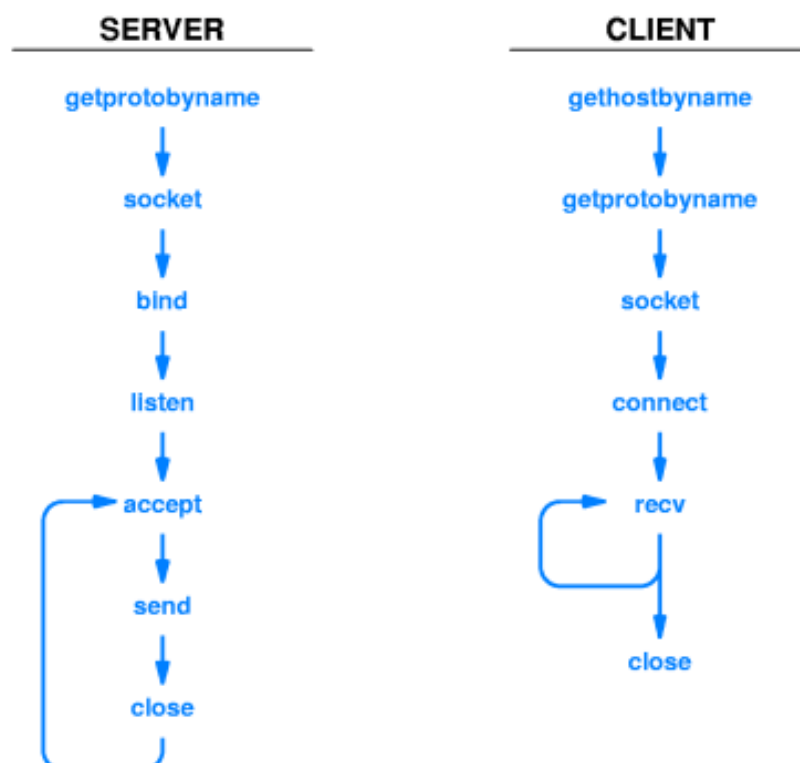 SERVER
getprotobyname
socket
bind
listen
accept
send
close
CLIENT
gethostbyname
getprotobyname
socket
connect
recv
close